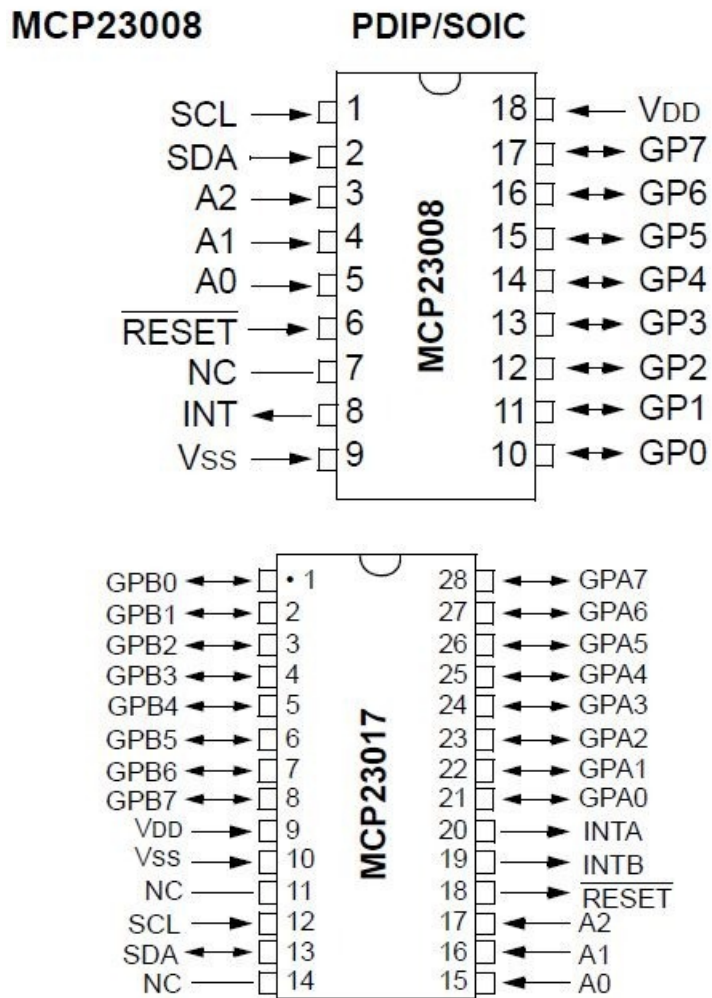 MCP23008 PDIP/SOIC
SCL 1 18 VDD
SDA 2 17 GP7
A2 3 16 GP6
A1 4 15 GP5
A0 5 14 GP4
RESET 6 13 GP3
NC 7 12 GP2
INT 8 11 GP1
VSS 9 10 GP0
MCP23008
GPB0 1 28 GPA7
GPB1 2 27 GPA6
GPB2 3 26 GPA5
GPB3 4 25 GPA4
GPB4 5 24 GPA3
GPB5 6 23 GPA2
GPB6 7 22 GPA1
GPB7 8 21 GPA0
VDD 9 20 INTA
VSS 10 19 INTB
NC 11 18 RESET
SCL 12 17 A2
SDA 13 16 A1
NC 14 15 A0
MCP23017